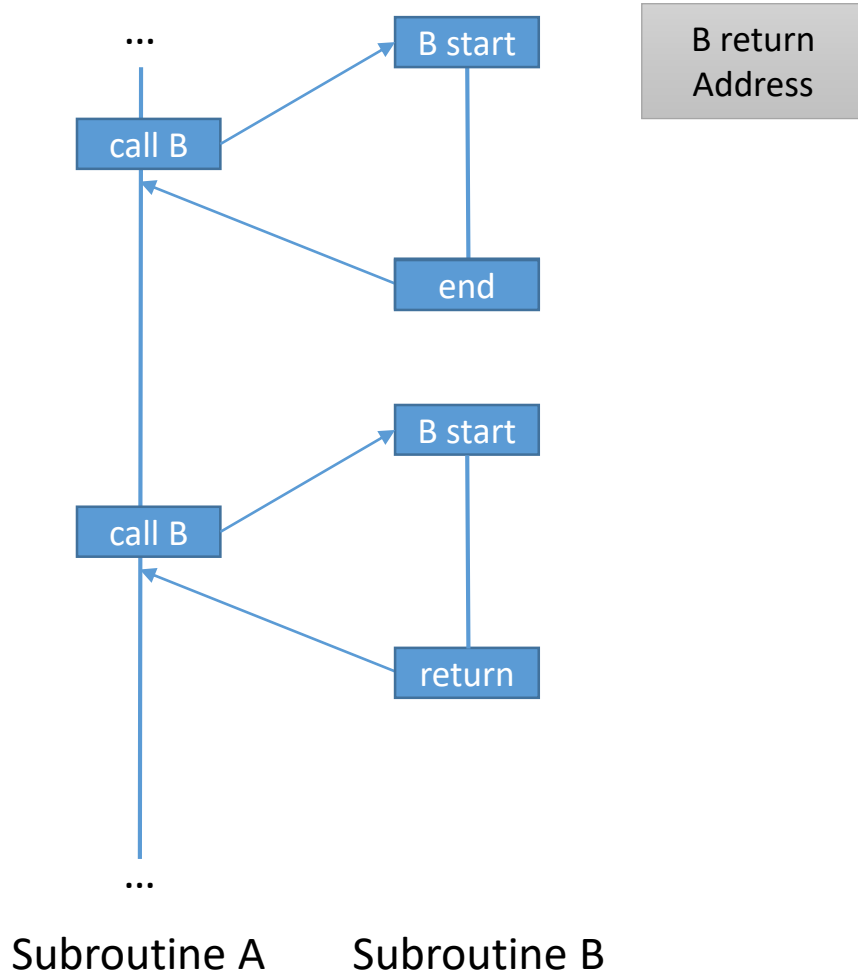 ...
B start
B return
Address
call B
end
B start
call B
return
...
Subroutine A
Subroutine B